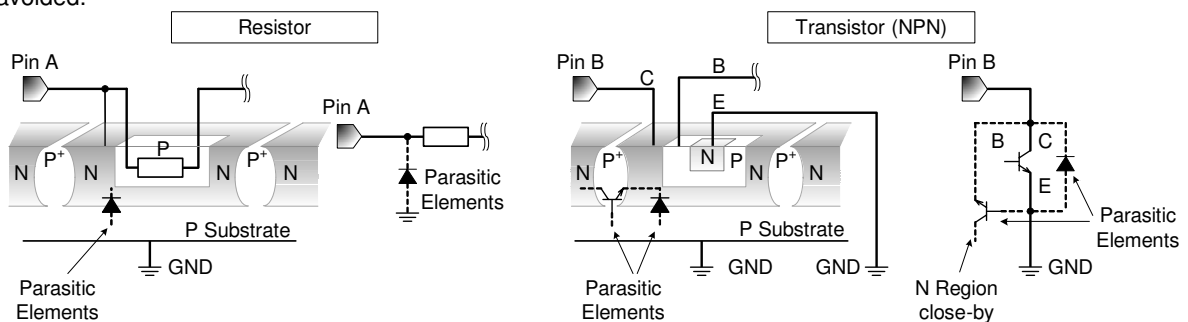 avoided.
Resistor
Transistor (NPN)
Pin A
Pin B
B
Pin B
C
E
Pin A
P
N
P+
N
N
P+
N
N
P+
N
P
N
P+
N
B
C
E
Parasitic
Elements
P Substrate
GND
Parasitic
Elements
P Substrate
GND
GND
Parasitic
Elements
Parasitic
Elements
GND
N Region
close-by